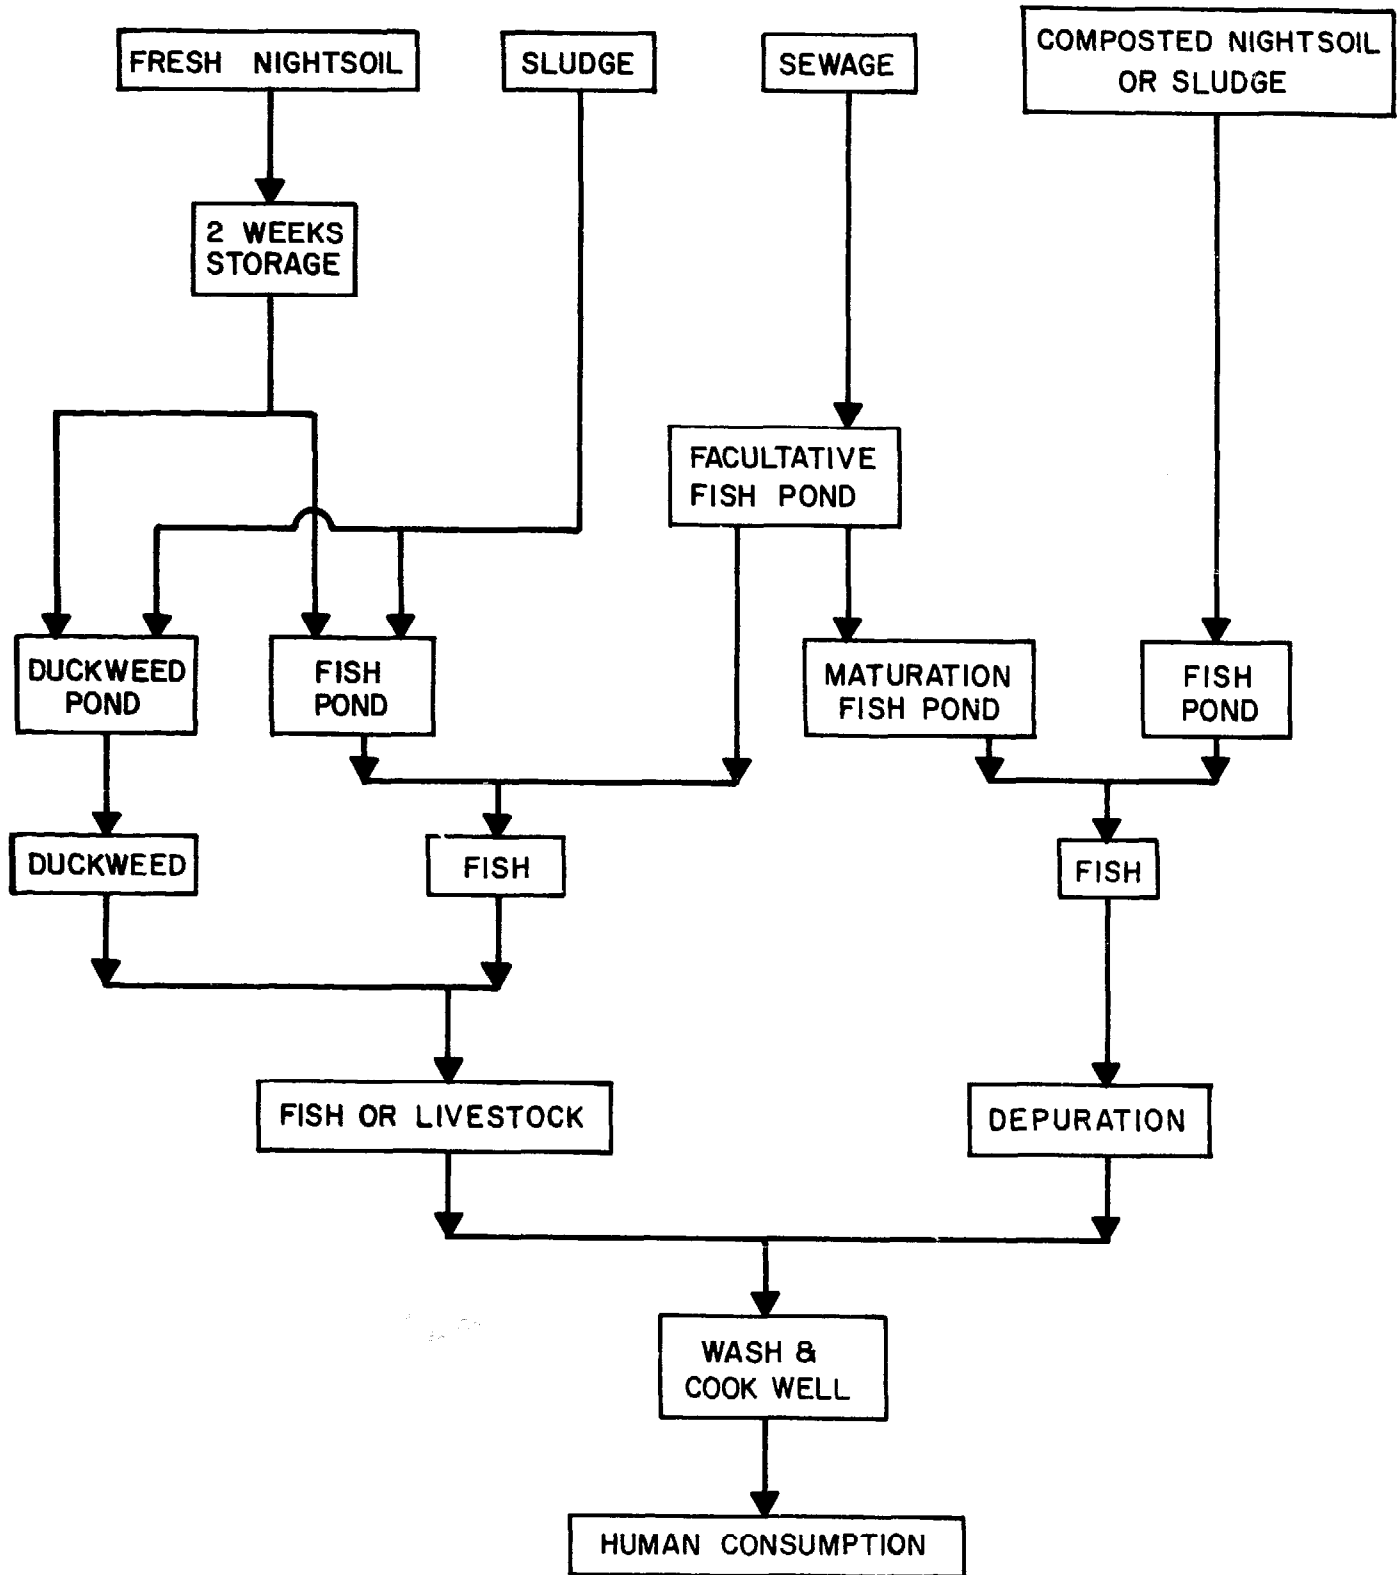 FRESH NIGHTSOIL
SLUDGE
SEWAGE
COMPOSTED NIGHTSOIL
OR SLUDGE
2 WEEKS
STORAGE
FACULTATIVE
FISH POND
DUCKWEED
POND
FISH
POND
MATURATION
FISH POND
FISH
POND
DUCKWEED
FISH
FISH
FISH OR LIVESTOCK
DEPURATION
WASH &
COOK WELL
HUMAN CONSUMPTION